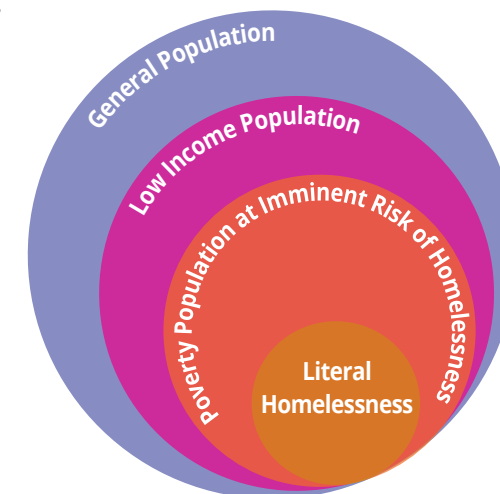 General Population
Low Income Population
Poverty Population at Imminent Risk of Homelessness
Literal
Homelessness